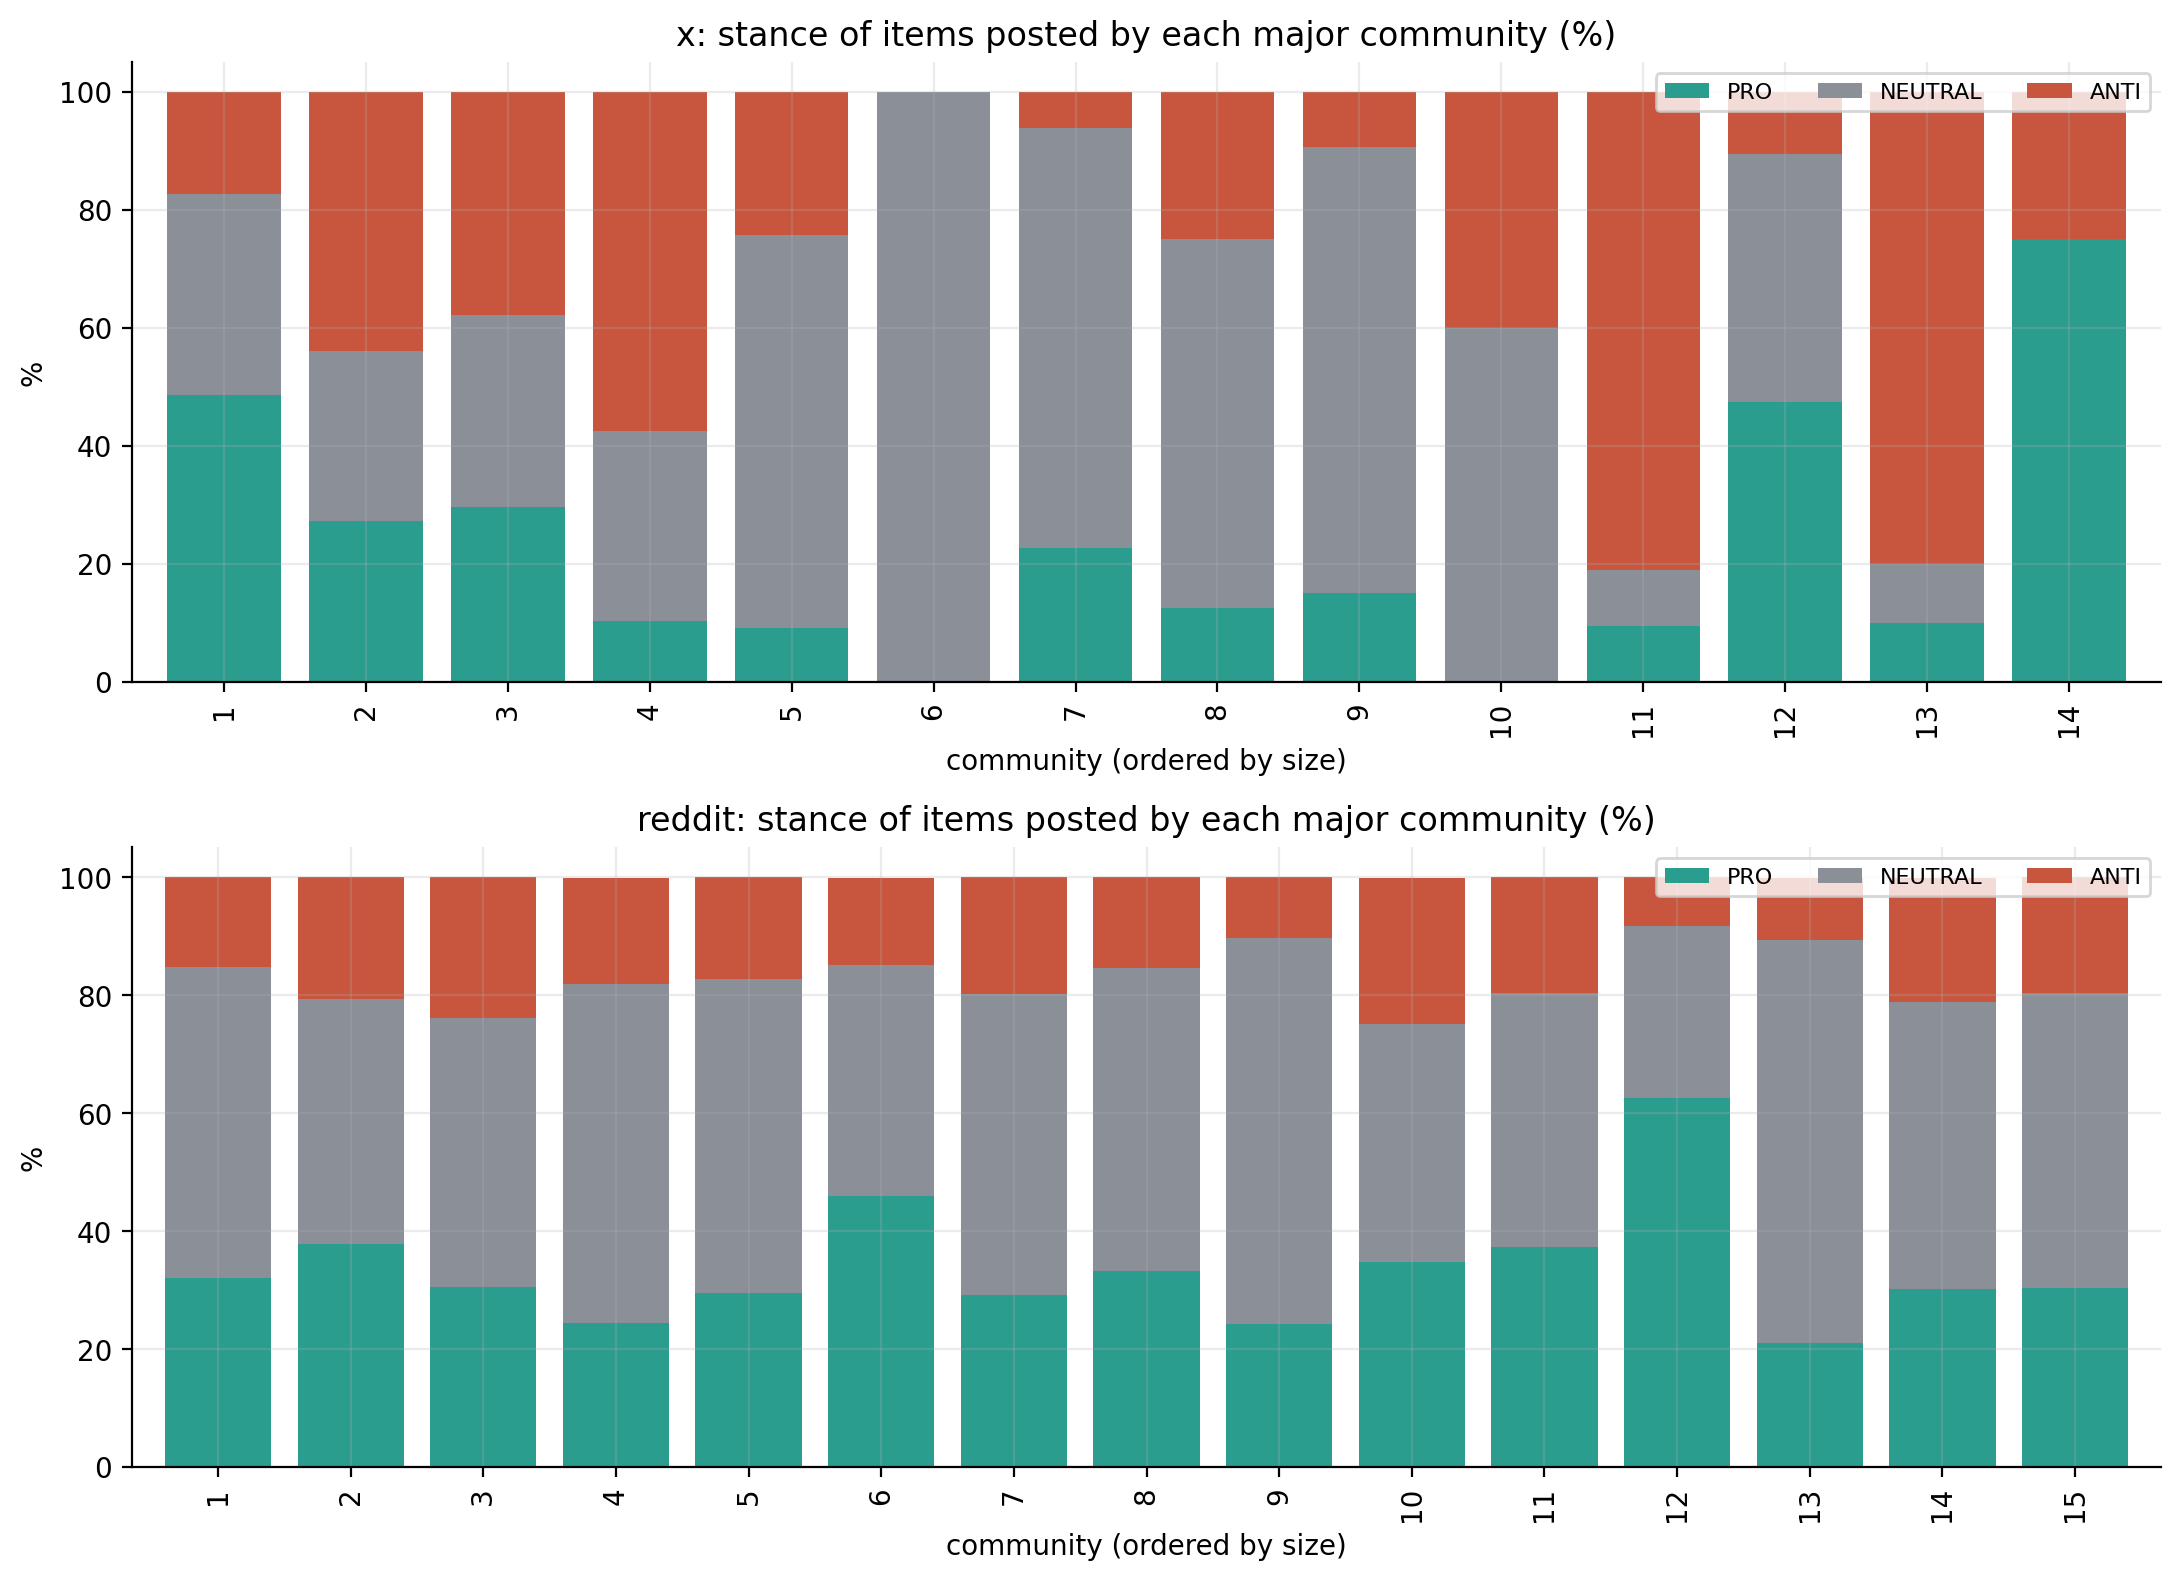 x: stance of items posted by each major community (%)
PRO NEUTRAL ANTI
100
80
60
40
20
0
%
1 2 3 4 5 6 7 8 9 10 11 12 13 14
community (ordered by size)
reddit: stance of items posted by each major community (%)
PRO NEUTRAL ANTI
100
80
60
40
20
0
%
1 2 3 4 5 6 7 8 9 10 11 12 13 14 15
community (ordered by size)